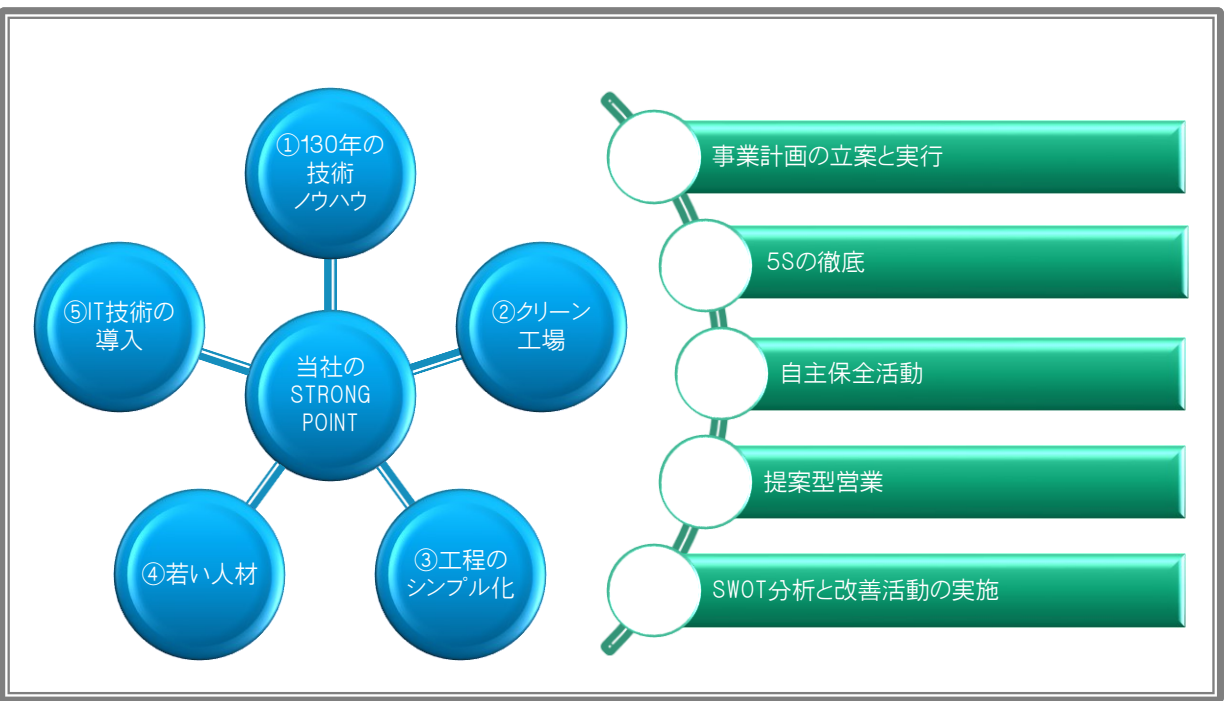 ①130年の
技術
ノウハウ
②クリーン
工場
③工程の
シンプル化
④若い人材
⑤IT技術の
導入
当社の
STRONG
POINT
事業計画の立案と実行
5Sの徹底
自主保全活動
提案型営業
SWOT分析と改善活動の実施